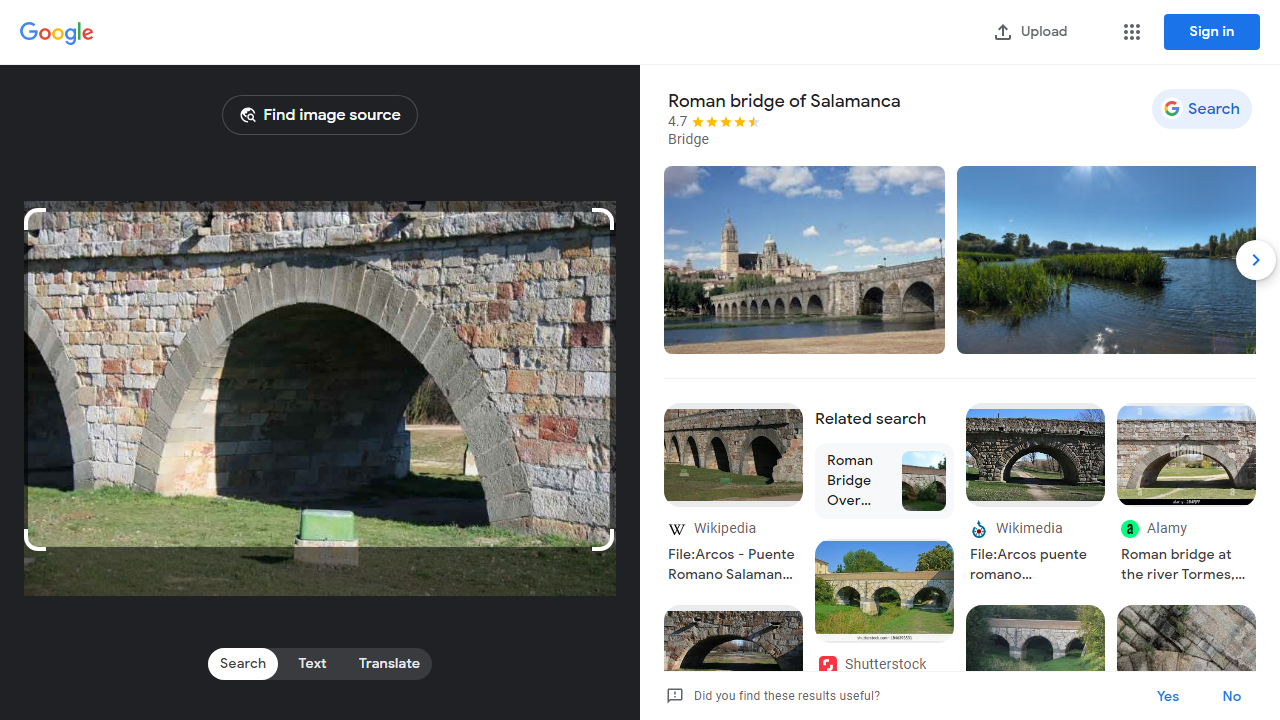 Google
Upload
Sign in
Find image source
Search
Text
Translate
Roman bridge of Salamanca
4.7
Bridge
Search
Wikipedia
File:Arcos - Puente
Romano Salaman...
Related search
Roman
Bridge
Over...
Shutterstock
Wikimedia
File:Arcos puente
romano...
Alamy
Roman bridge at
the river Tormes,...
Did you find these results useful?
Yes
No